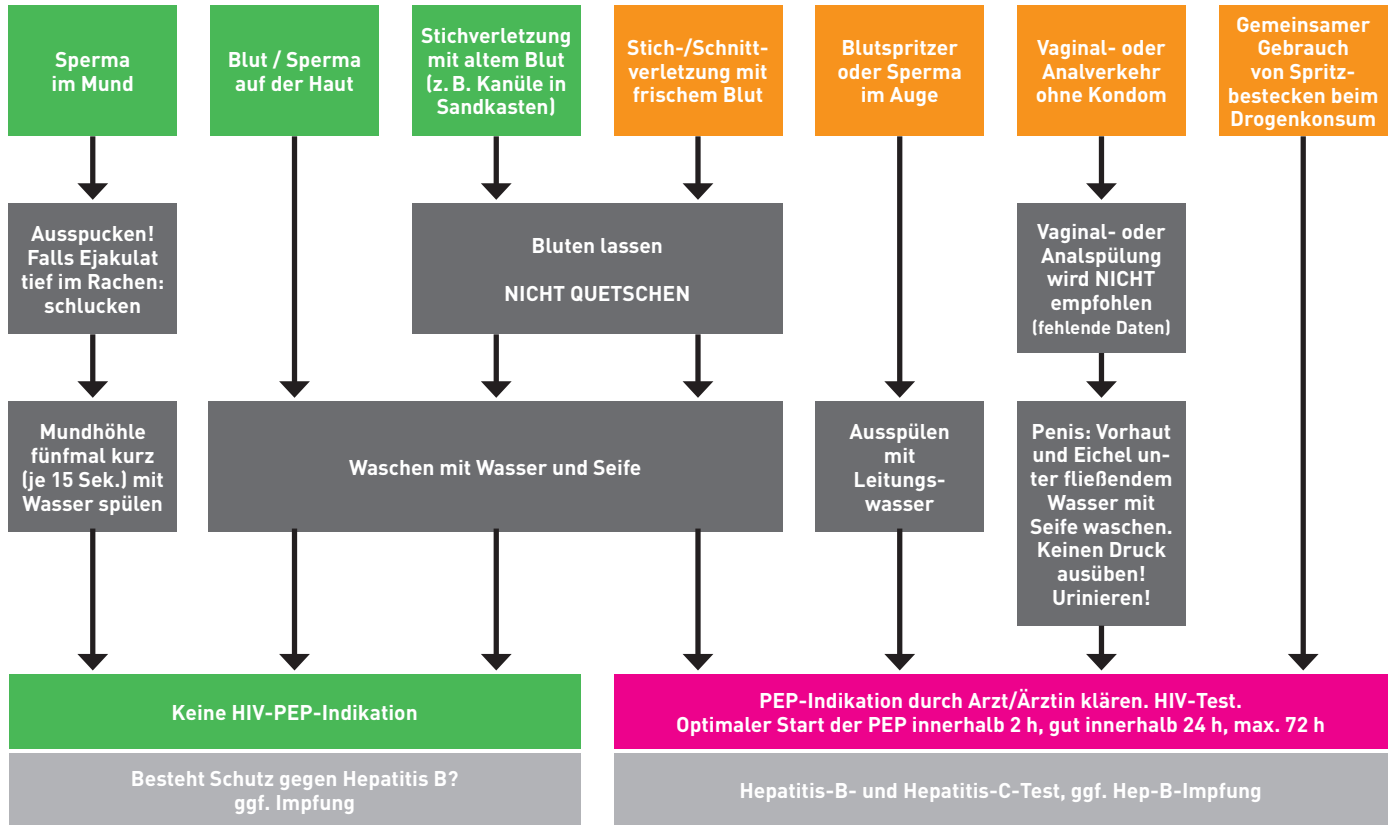 Sperma
im Mund
Blut / Sperma
auf der Haut
Stichverletzung
mit altem Blut
(z. B. Kanüle in
Sandkasten)
Stich-/Schnitt-
verletzung mit
frischem Blut
Blutspritzer
oder Sperma
im Auge
Vaginal- oder
Analverkehr
ohne Kondom
Gemeinsamer
Gebrauch
von Spritz-
bestecken beim
Drogenkonsum
Ausspucken!
Falls Ejakulat
tief im Rachen:
schlucken
Bluten lassen
NICHT QUETSCHEN
Vaginal- oder
Analspülung
wird NICHT
empfohlen
(fehlende Daten)
Mundhöhle
fünfmal kurz
(je 15 Sek.) mit
Wasser spülen
Waschen mit Wasser und Seife
Ausspülen
mit
Leitungs-
wasser
Penis: Vorhaut
und Eichel un-
ter fließendem
Wasser mit
Seife waschen.
Keinen Druck
ausüben!
Urinieren!
Keine HIV-PEP-Indikation
PEP-Indikation durch Arzt/Ärztin klären. HIV-Test.
Optimaler Start der PEP innerhalb 2 h, gut innerhalb 24 h, max. 72 h
Besteht Schutz gegen Hepatitis B?
ggf. Impfung
Hepatitis-B- und Hepatitis-C-Test, ggf. Hep-B-Impfung